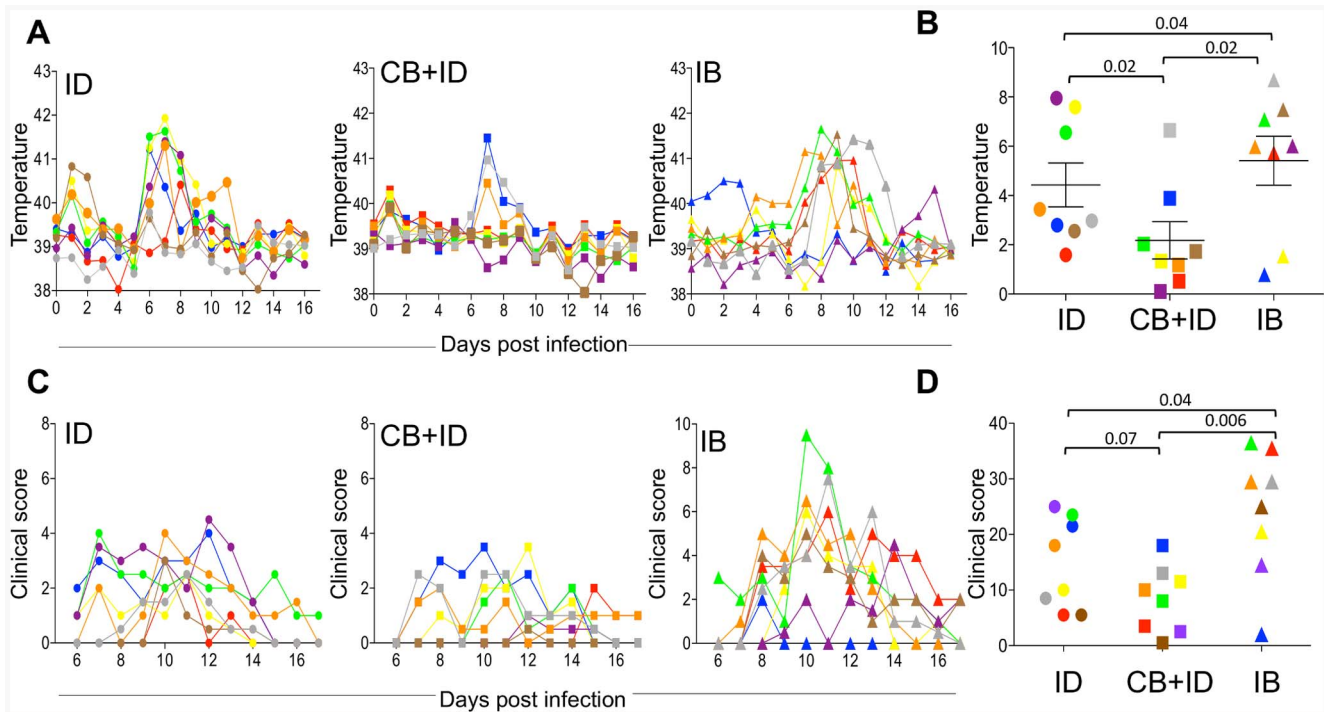 A
B
ID
CB+ID
IB
Temperature
43
42
41
40
39
38
0 2 4 6 8 10 12 14 16
Temperature
43
42
41
40
39
38
0 2 4 6 8 10 12 14 16
Temperature
43
42
41
40
39
38
0 2 4 6 8 10 12 14 16
Days post infection
Temperature
10
8
6
4
2
0
0.04
0.02
0.02
ID CB+ID IB
C
D
ID
CB+ID
IB
Clinical score
8
6
4
2
0
6 8 10 12 14 16
Clinical score
8
6
4
2
0
6 8 10 12 14 16
Clinical score
10
8
6
4
2
0
6 8 10 12 14 16
Days post infection
Clinical score
40
30
20
10
0
0.04
0.07
0.006
ID CB+ID IB